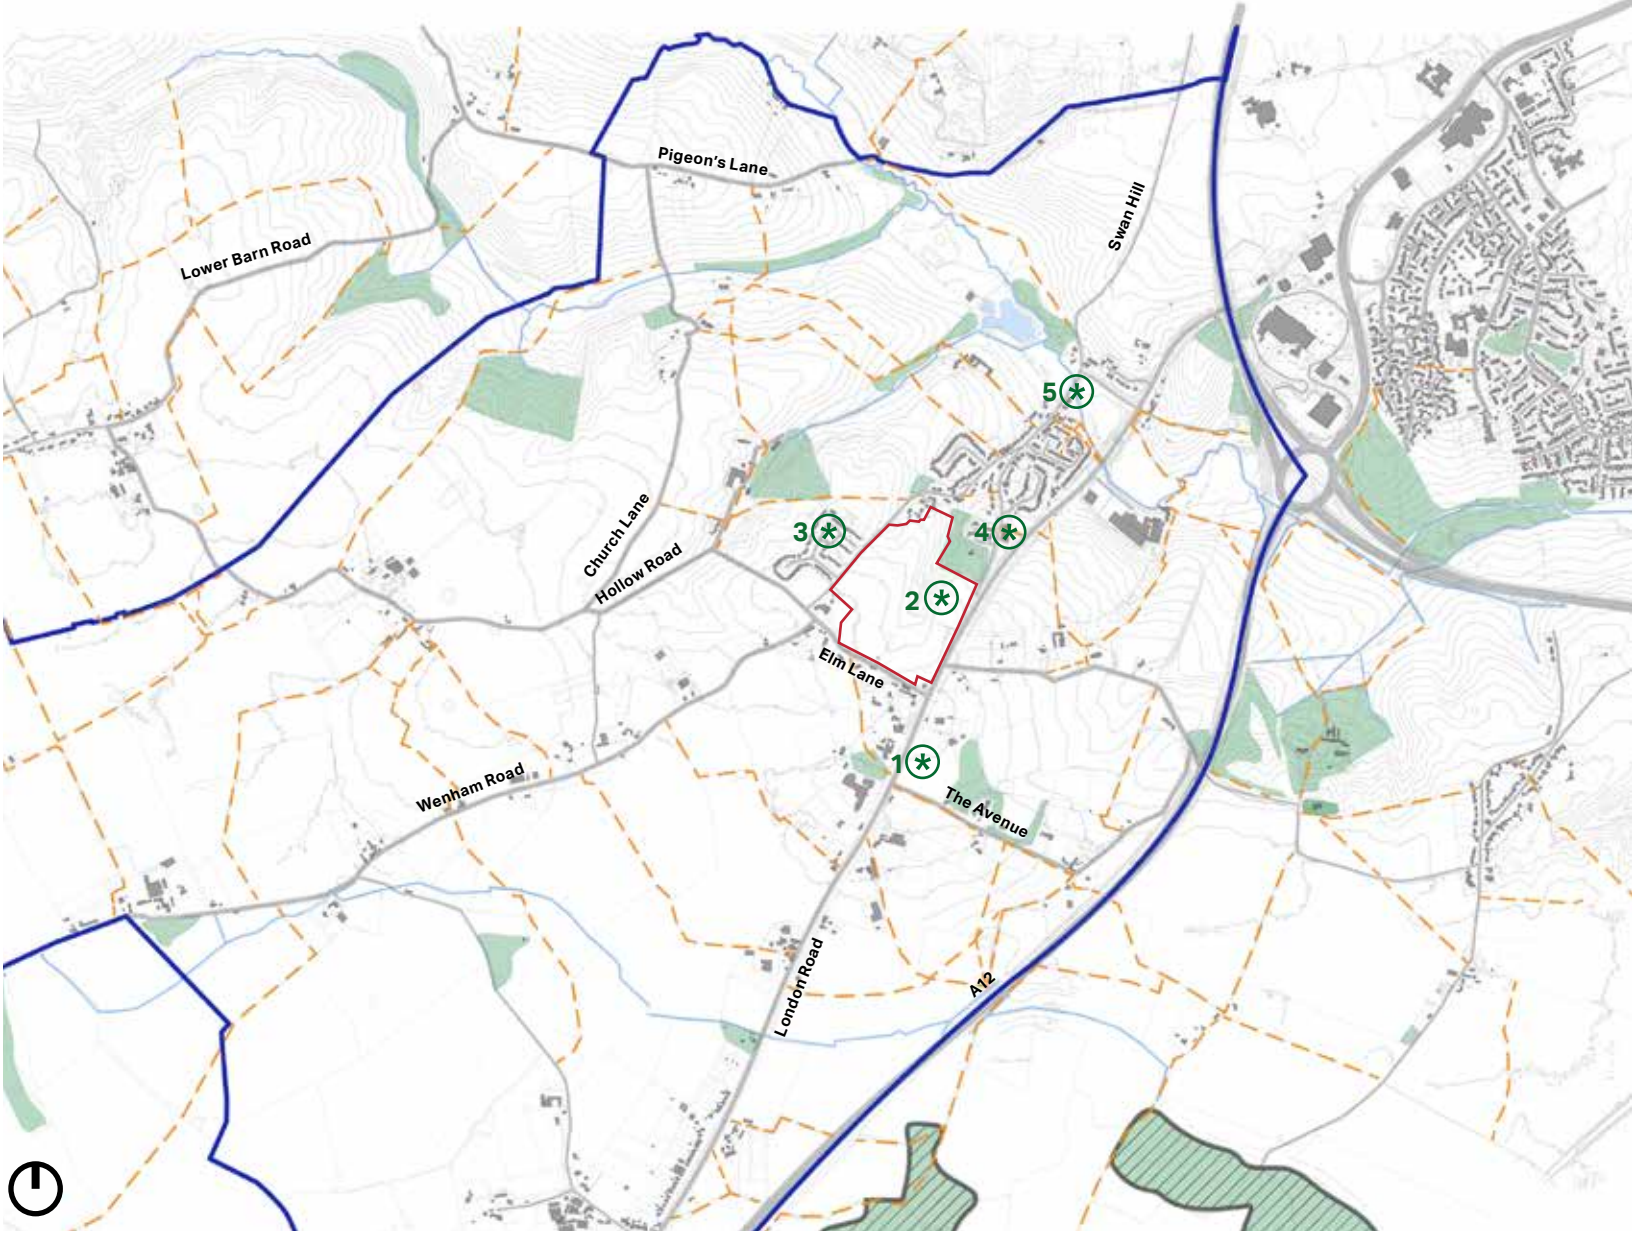 Pigeon's Lane
Swan Hill
Lower Barn Road
5 *
Church Lane
3 *
4 *
Hollow Road
2 *
Elm Lane
1 *
Wenham Road
The Avenue
London Road
A12